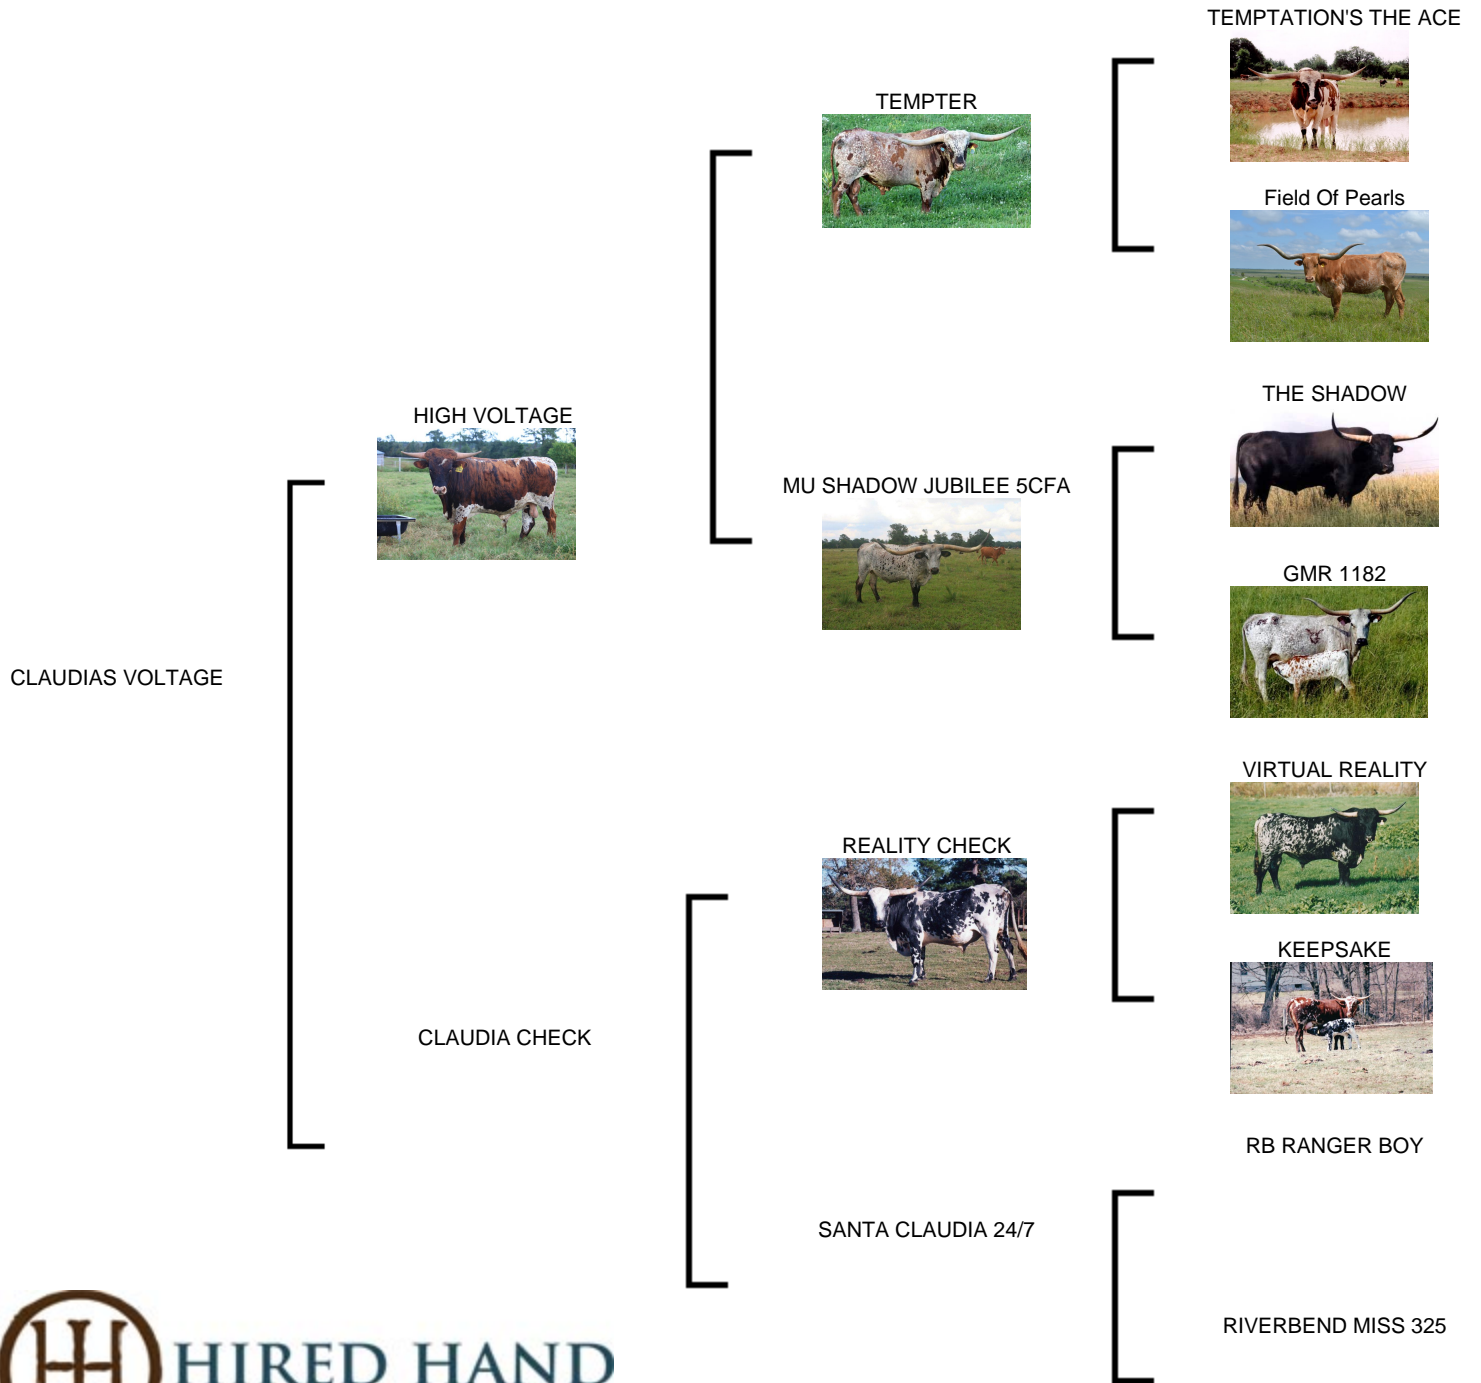 TEMPTATION'S THE ACE
TEMPTER
Field Of Pearls
THE SHADOW
HIGH VOLTAGE
MU SHADOW JUBILEE 5CFA
GMR 1182
CLAUDIAS VOLTAGE
VIRTUAL REALITY
REALITY CHECK
KEEPSAKE
CLAUDIA CHECK
RB RANGER BOY
SANTA CLAUDIA 24/7
RIVERBEND MISS 325
HIRED HAND